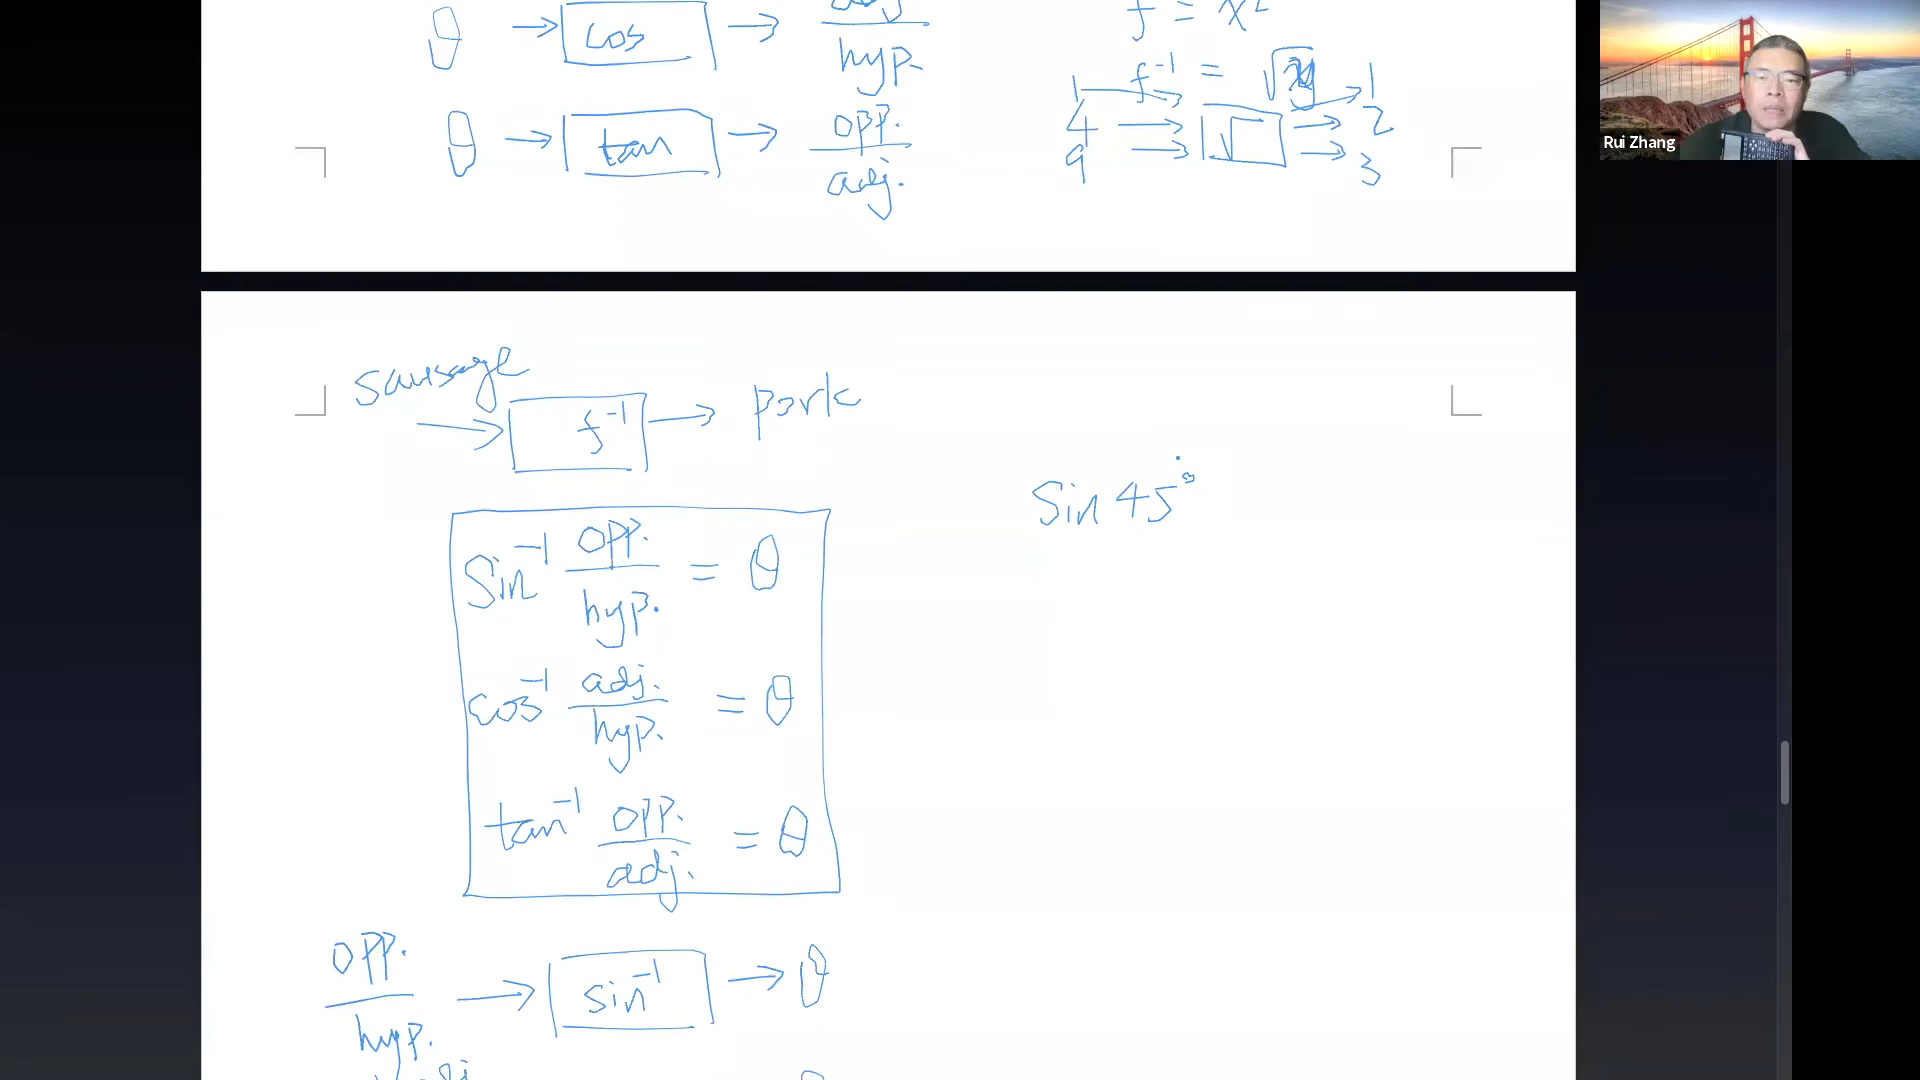 θ → cos → adj / hyp.
f = x²
f⁻¹ = √
θ → tan → opp. / adj.
1 → 1
4 → √ → 2
9 → 3
Rui Zhang
sausage → f⁻¹ → pork
Sin 45°
Sin⁻¹ opp. / hyp. = θ
cos⁻¹ adj. / hyp. = θ
tan⁻¹ opp. / adj. = θ
opp. / hyp. → sin⁻¹ → θ